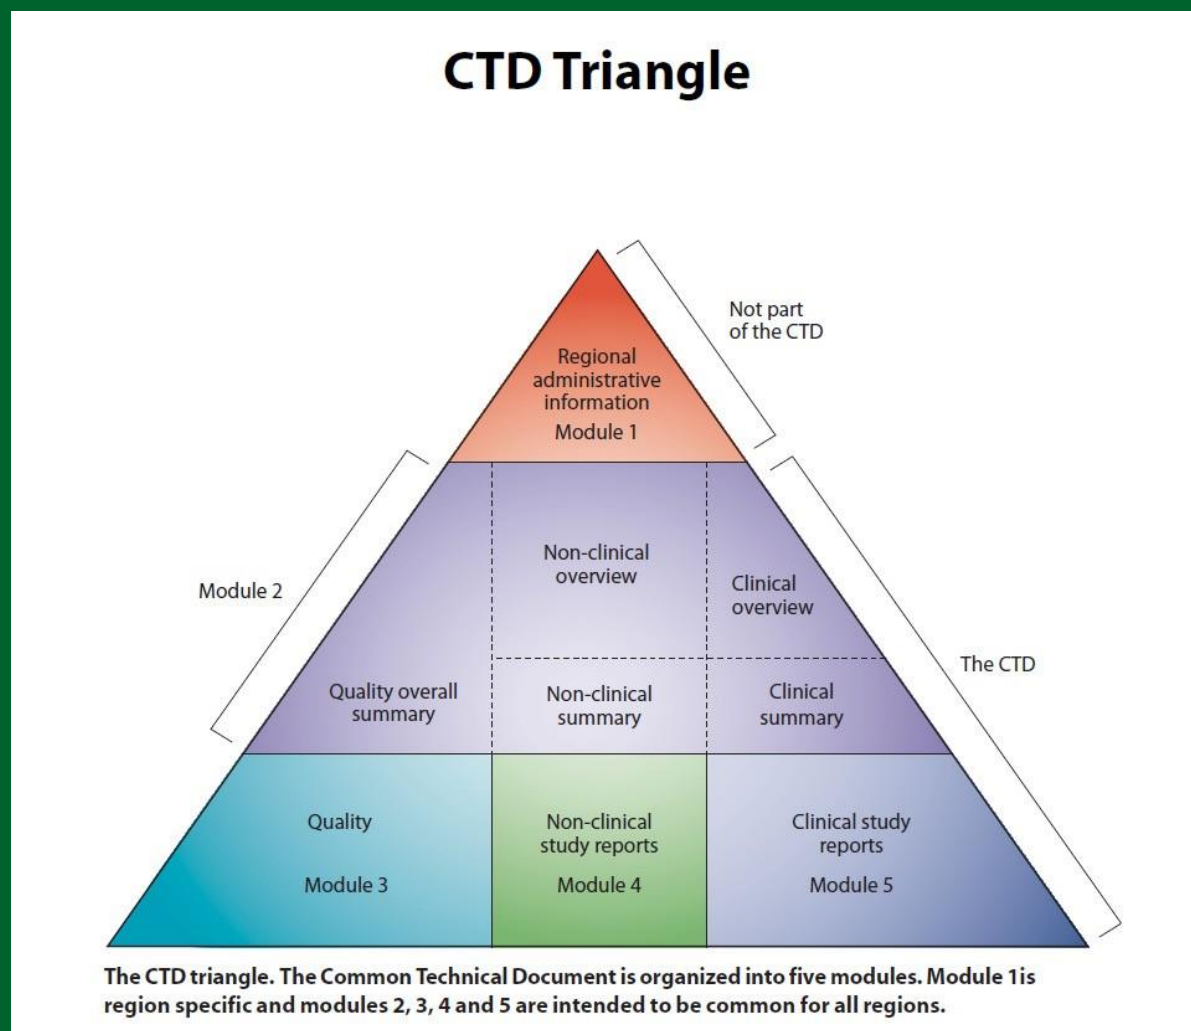 CTD Triangle
Not part
of the CTD
Regional
administrative
information
Module 1
Module 2
Non-clinical
overview
Clinical
overview
The CTD
Quality overall
summary
Non-clinical
summary
Clinical
summary
Quality
Module 3
Non-clinical
study reports
Module 4
Clinical study
reports
Module 5
The CTD triangle. The Common Technical Document is organized into five modules. Module 1is
region specific and modules 2, 3, 4 and 5 are intended to be common for all regions.